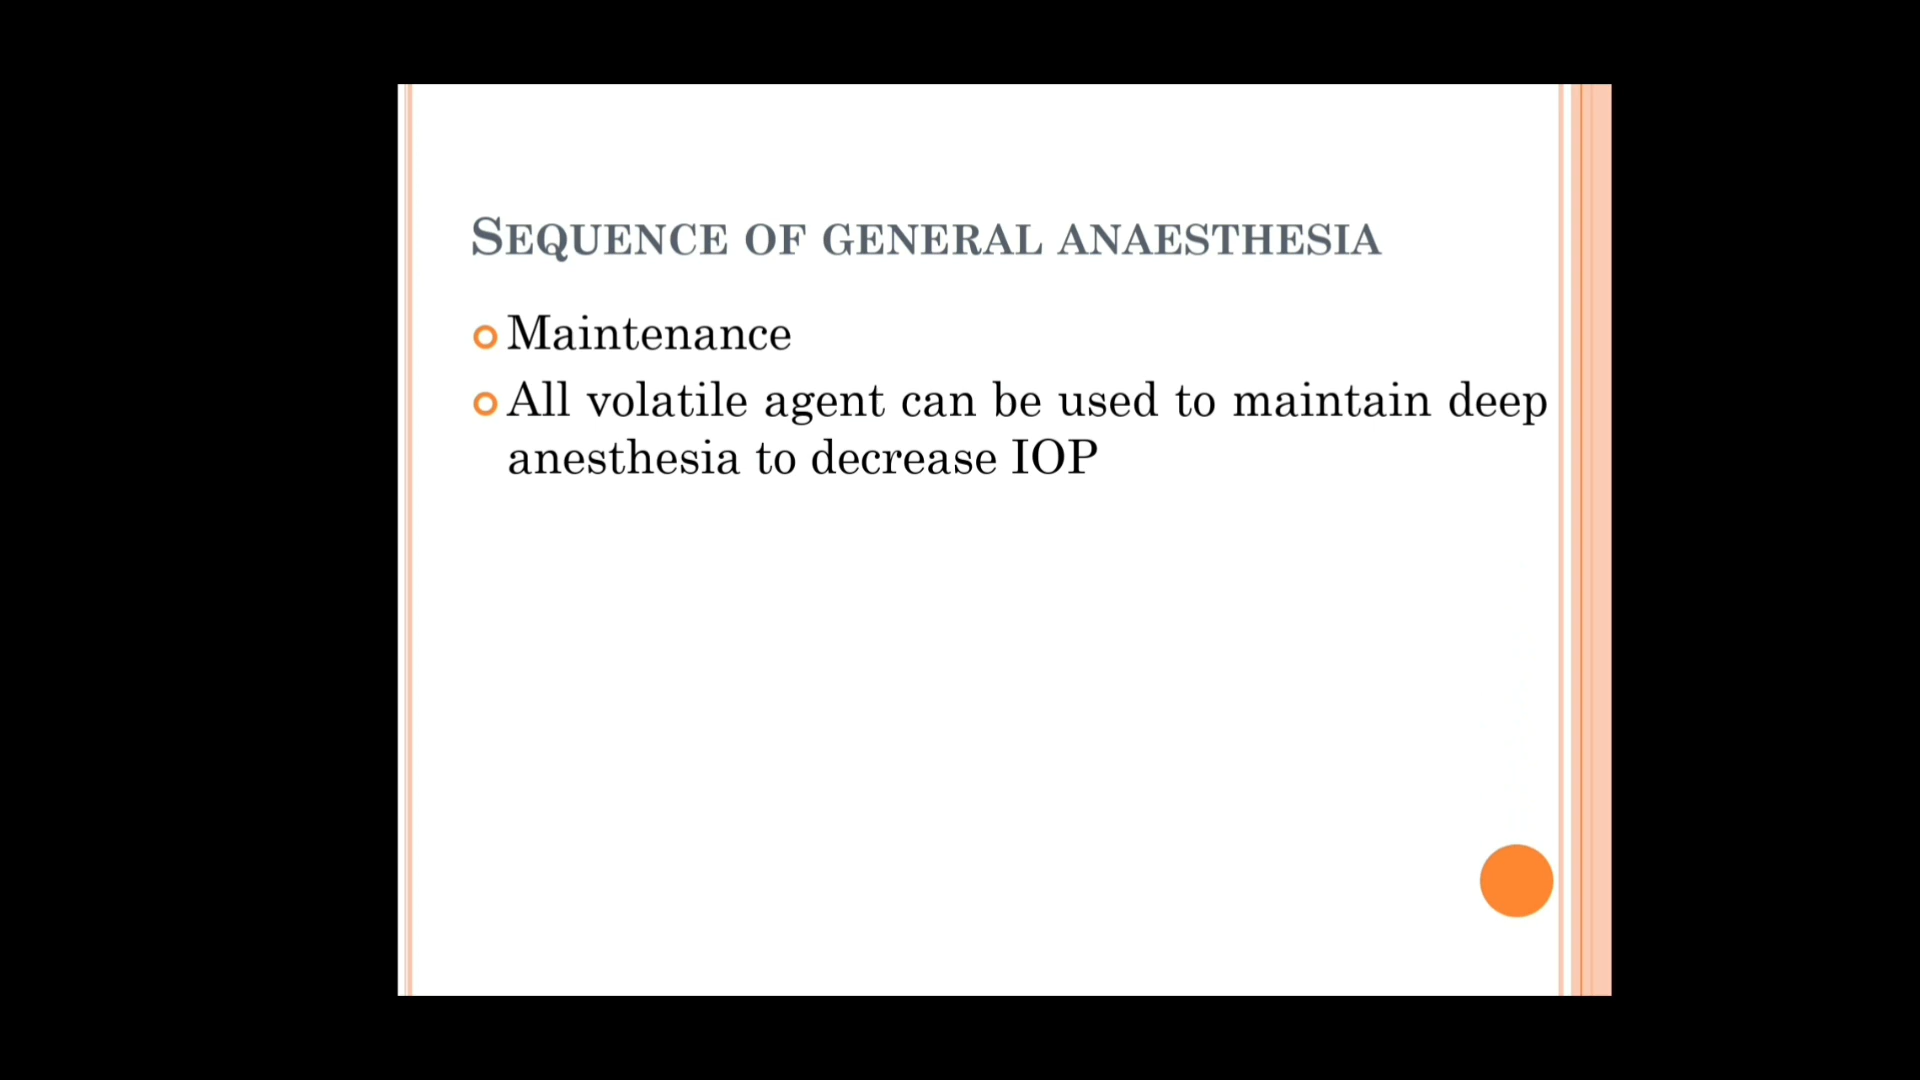 SEQUENCE OF GENERAL ANAESTHESIA
Maintenance
All volatile agent can be used to maintain deep
anesthesia to decrease IOP